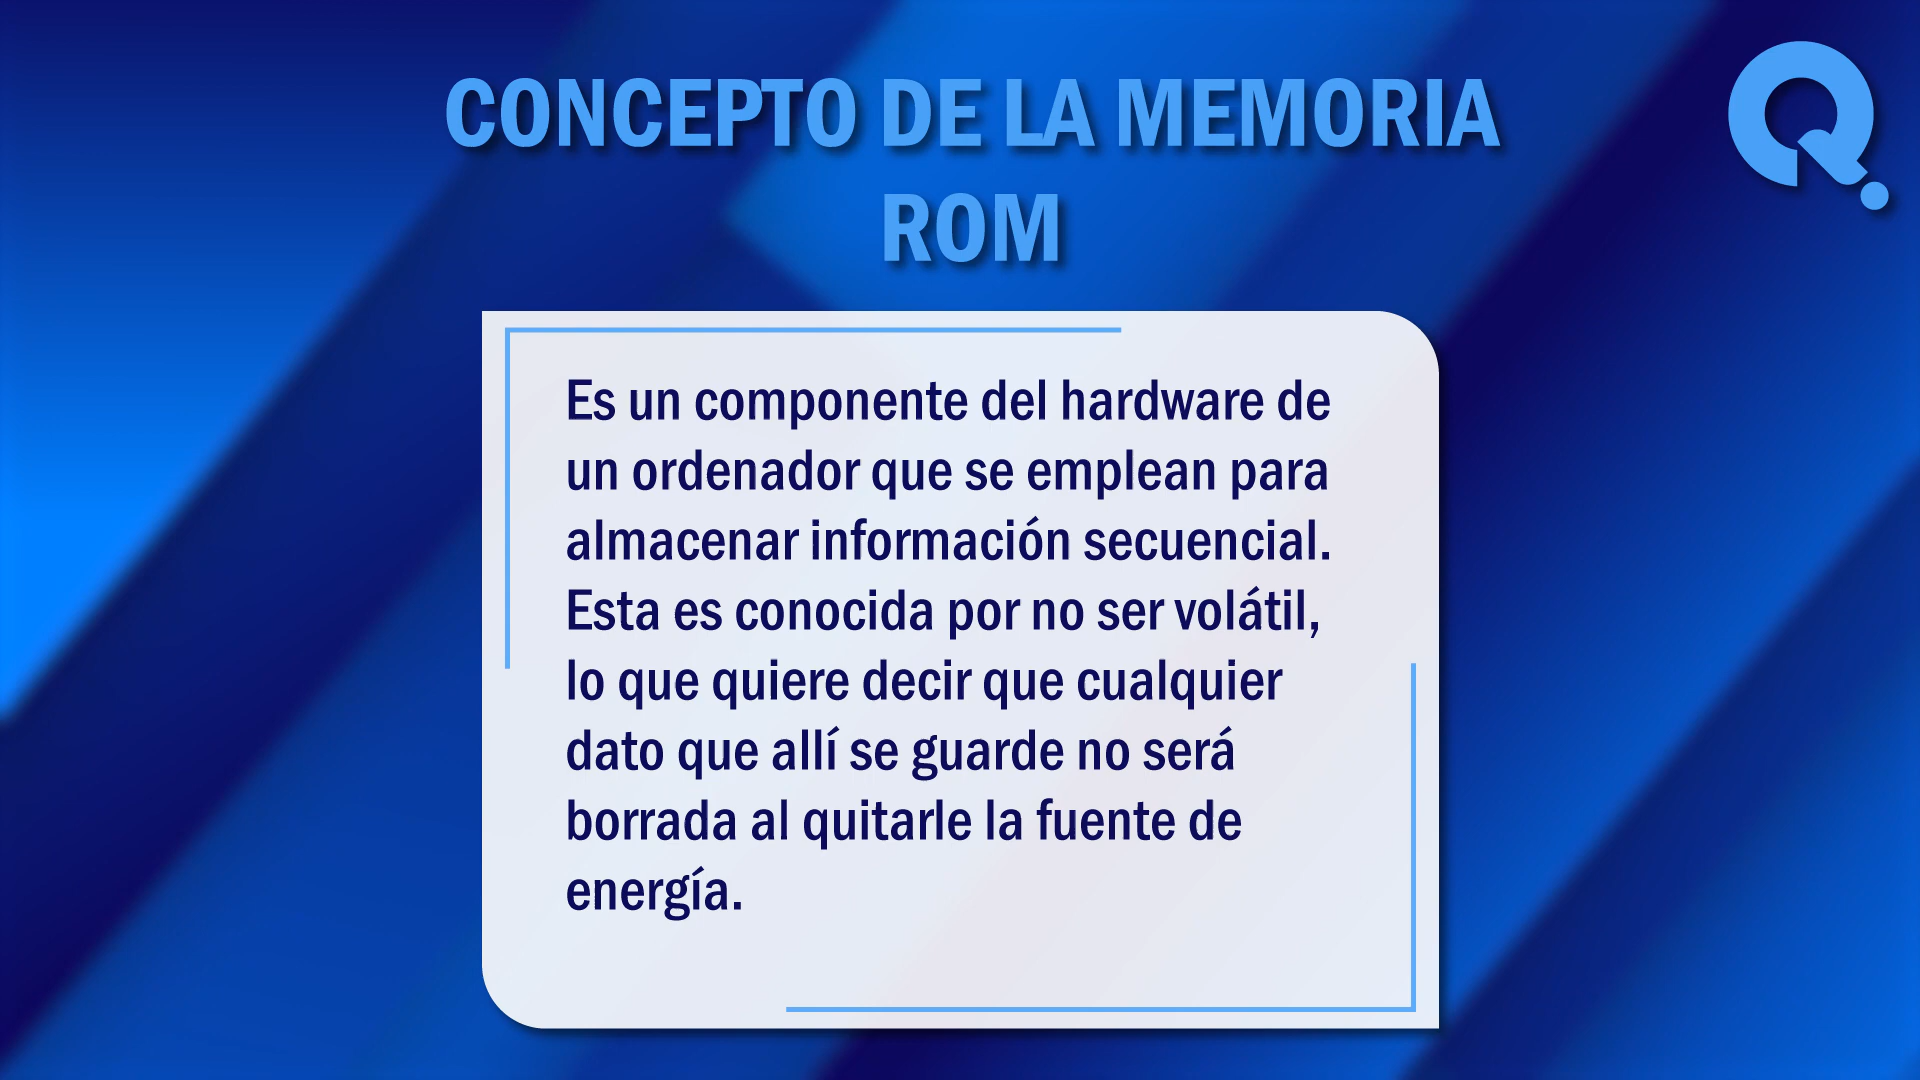 CONCEPTO DE LA MEMORIA
ROM
Es un componente del hardware de
un ordenador que se emplean para
almacenar información secuencial.
Esta es conocida por no ser volátil,
lo que quiere decir que cualquier
dato que allí se guarde no será
borrada al quitarle la fuente de
energía.